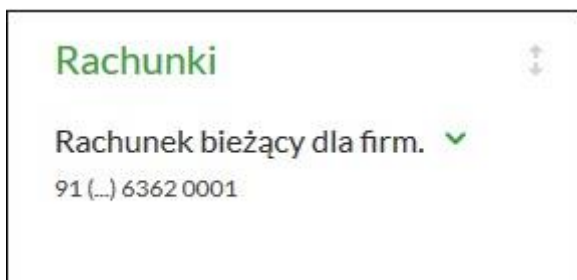 Rachunki
Rachunek bieżący dla firm.
91 (...) 6362 0001